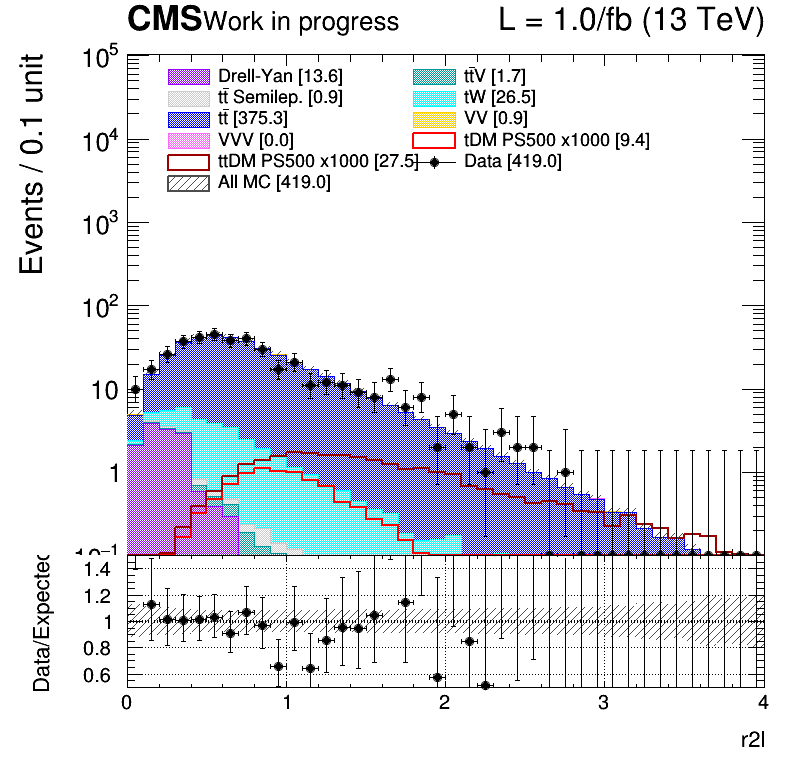 CMS Work in progress L = 1.0/fb (13 TeV)
Events / 0.1 unit
10⁵
10⁴
10³
10²
10
1
10⁻¹
Drell-Yan [13.6] tt̄V [1.7]
tt̄ Semilep. [0.9] tW [26.5]
tt̄ [375.3] VV [0.9]
VVV [0.0] tDM PS500 x1000 [9.4]
ttDM PS500 x1000 [27.5] Data [419.0]
All MC [419.0]
Data/Expected
1.4
1.2
1
0.8
0.6
0 1 2 3 4
r2l